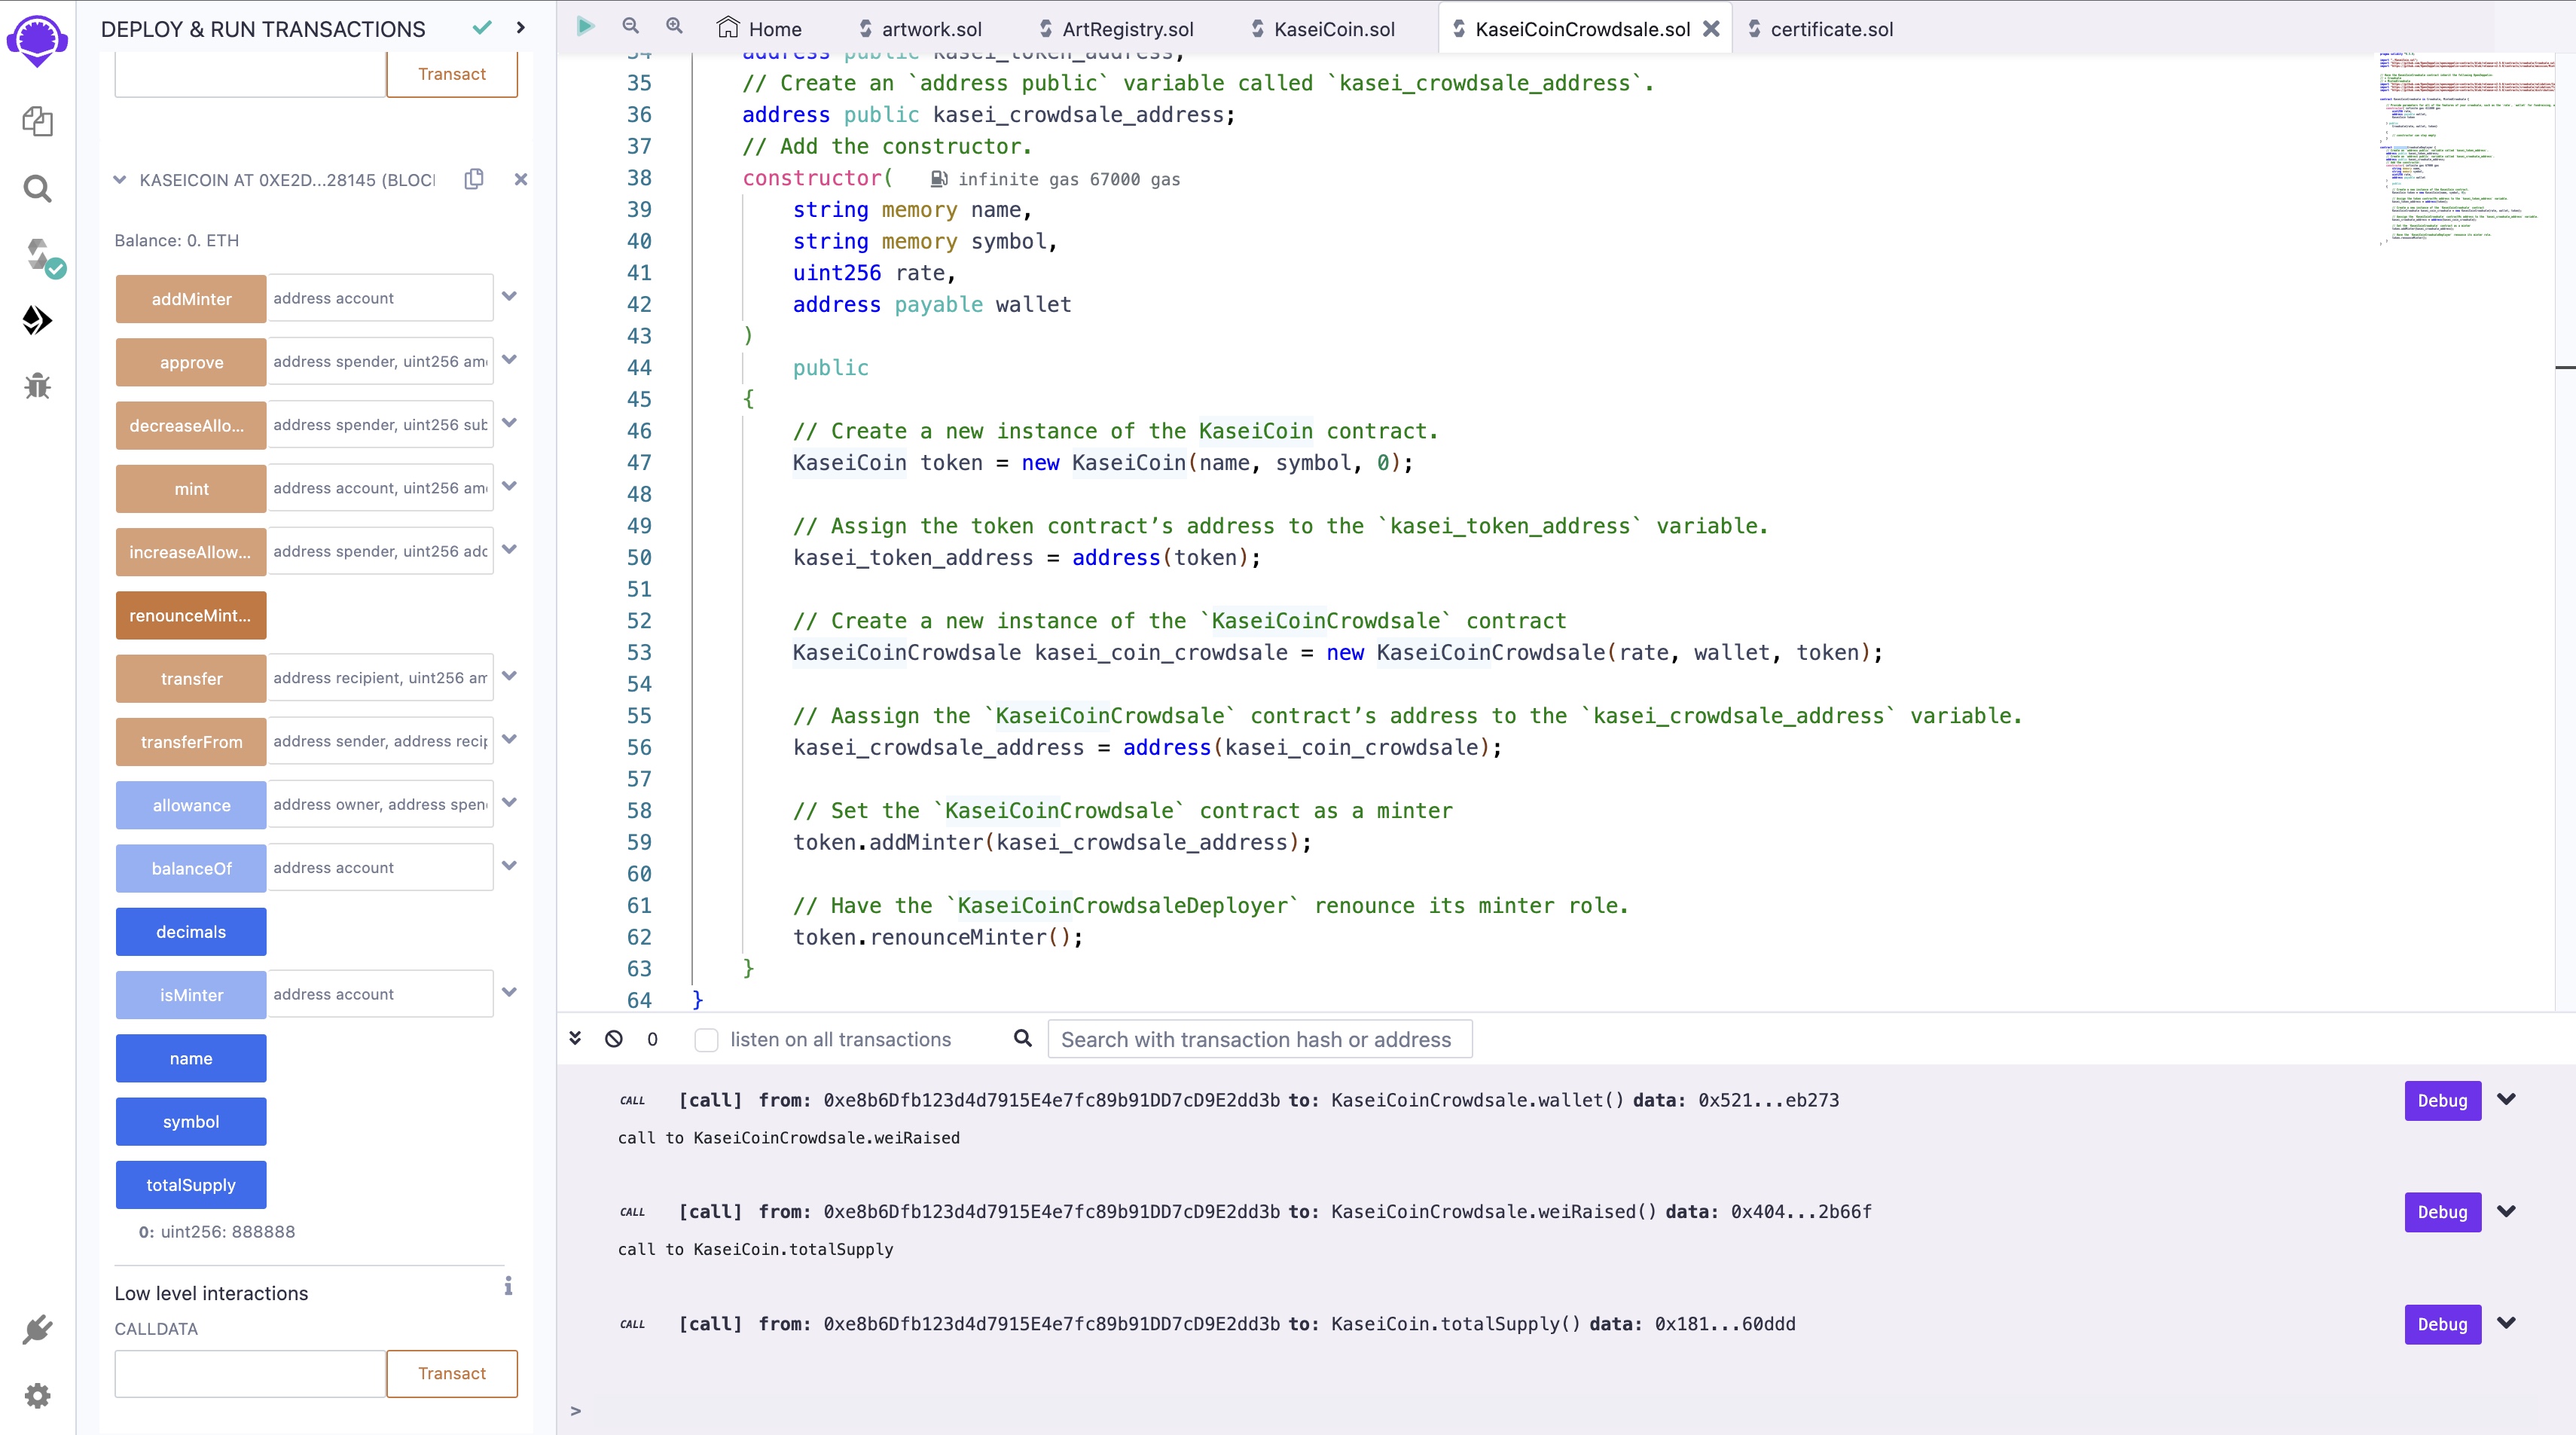 DEPLOY & RUN TRANSACTIONS
Transact
KASEICOIN AT 0XE2D...28145 (BLOC
Balance: 0. ETH
addMinter address account
approve address spender, uint256 am
decreaseAllo... address spender, uint256 sub
mint address account, uint256 am
increaseAllow... address spender, uint256 add
renounceMint...
transfer address recipient, uint256 am
transferFrom address sender, address recip
allowance address owner, address spen
balanceOf address account
decimals
isMinter address account
name
symbol
totalSupply
0: uint256: 888888
Low level interactions
i
CALLDATA
Transact
Home artwork.sol ArtRegistry.sol KaseiCoin.sol KaseiCoinCrowdsale.sol certificate.sol
34 address public kasei_token_address;
35 // Create an `address public` variable called `kasei_crowdsale_address`.
36 address public kasei_crowdsale_address;
37 // Add the constructor.
38 constructor( infinite gas 67000 gas
39 string memory name,
40 string memory symbol,
41 uint256 rate,
42 address payable wallet
43 )
44 public
45 {
46 // Create a new instance of the KaseiCoin contract.
47 KaseiCoin token = new KaseiCoin(name, symbol, 0);
48
49 // Assign the token contract’s address to the `kasei_token_address` variable.
50 kasei_token_address = address(token);
51
52 // Create a new instance of the `KaseiCoinCrowdsale` contract
53 KaseiCoinCrowdsale kasei_coin_crowdsale = new KaseiCoinCrowdsale(rate, wallet, token);
54
55 // Aassign the `KaseiCoinCrowdsale` contract’s address to the `kasei_crowdsale_address` variable.
56 kasei_crowdsale_address = address(kasei_coin_crowdsale);
57
58 // Set the `KaseiCoinCrowdsale` contract as a minter
59 token.addMinter(kasei_crowdsale_address);
60
61 // Have the `KaseiCoinCrowdsaleDeployer` renounce its minter role.
62 token.renounceMinter();
63 }
64 }
0 listen on all transactions Search with transaction hash or address
CALL [call] from: 0xe8b6Dfb123d4d7915E4e7fc89b91DD7cD9E2dd3b to: KaseiCoinCrowdsale.wallet() data: 0x521...eb273 Debug
call to KaseiCoinCrowdsale.weiRaised
CALL [call] from: 0xe8b6Dfb123d4d7915E4e7fc89b91DD7cD9E2dd3b to: KaseiCoinCrowdsale.weiRaised() data: 0x404...2b66f Debug
call to KaseiCoin.totalSupply
CALL [call] from: 0xe8b6Dfb123d4d7915E4e7fc89b91DD7cD9E2dd3b to: KaseiCoin.totalSupply() data: 0x181...60ddd Debug
>